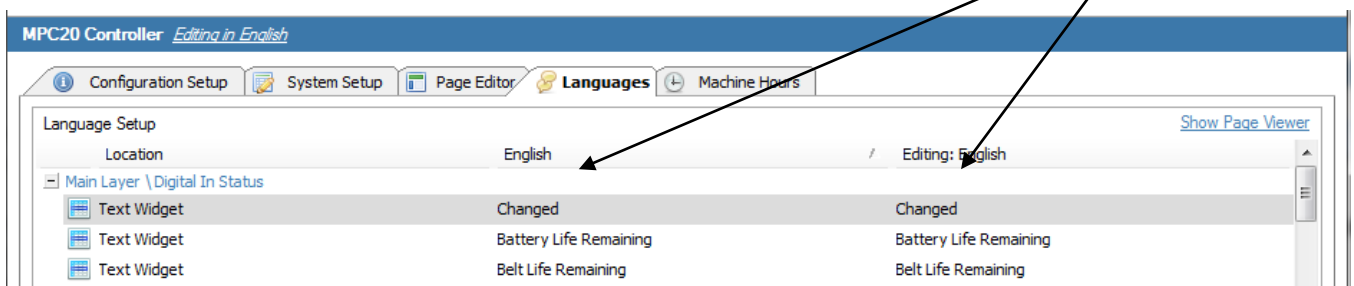 MPC20 Controller Editing in English
Configuration Setup System Setup Page Editor Languages Machine Hours
Language Setup Show Page Viewer
Location English Editing: English
Main Layer \ Digital In Status
Text Widget Changed Changed
Text Widget Battery Life Remaining Battery Life Remaining
Text Widget Belt Life Remaining Belt Life Remaining